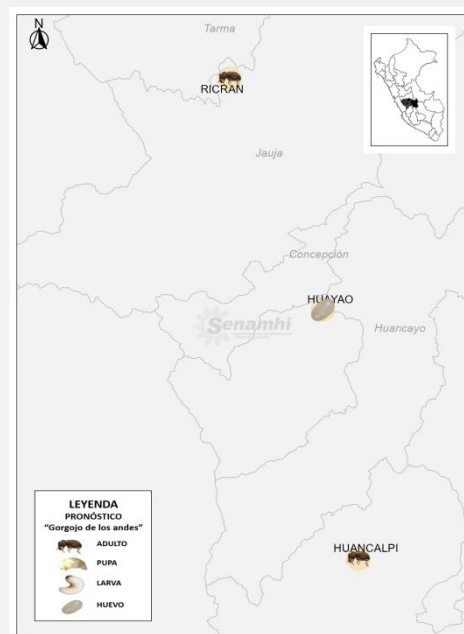 N
Tarma
RICRAN
Jauja
Concepción
HUAYAO
Senamhi
Huancayo
HUANCALPI
LEYENDA
PRONÓSTICO
"Gorgojo de los andes"
ADULTO
PUPA
LARVA
HUEVO